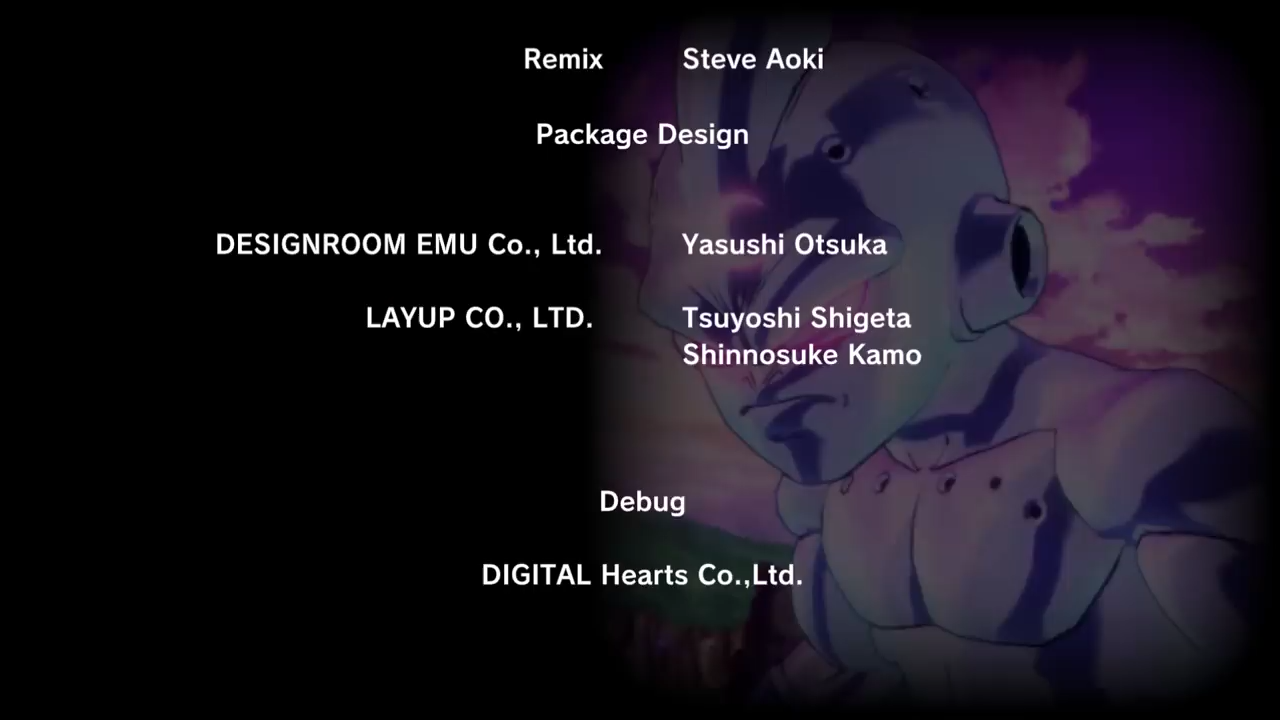 Remix Steve Aoki
Package Design
DESIGNROOM EMU Co., Ltd. Yasushi Otsuka
LAYUP CO., LTD. Tsuyoshi Shigeta
Shinnosuke Kamo
Debug
DIGITAL Hearts Co.,Ltd.